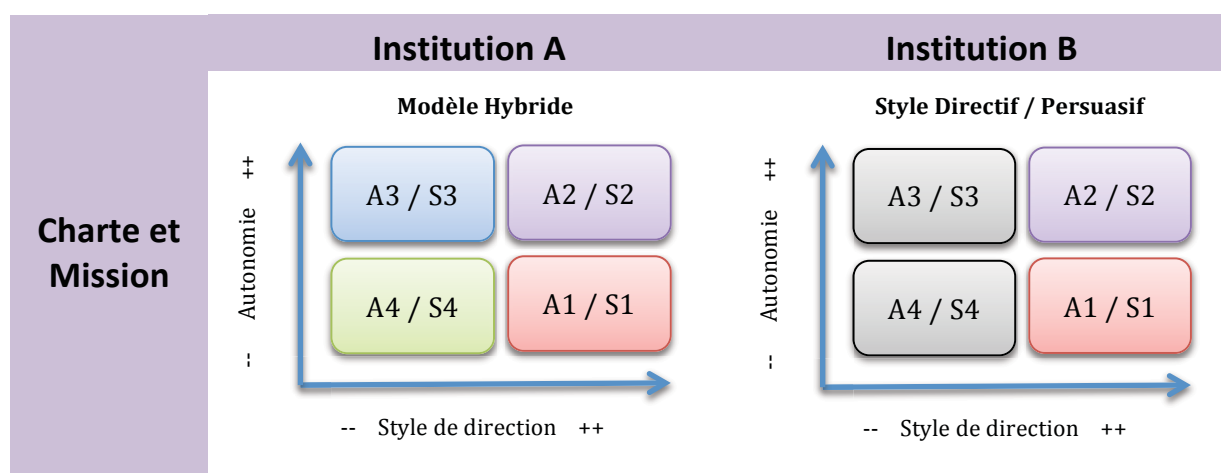 Institution A
Institution B
Charte et
Mission
Modèle Hybride
-- Autonomie ++
A3 / S3
A2 / S2
A4 / S4
A1 / S1
-- Style de direction ++
Style Directif / Persuasif
-- Autonomie ++
A3 / S3
A2 / S2
A4 / S4
A1 / S1
-- Style de direction ++